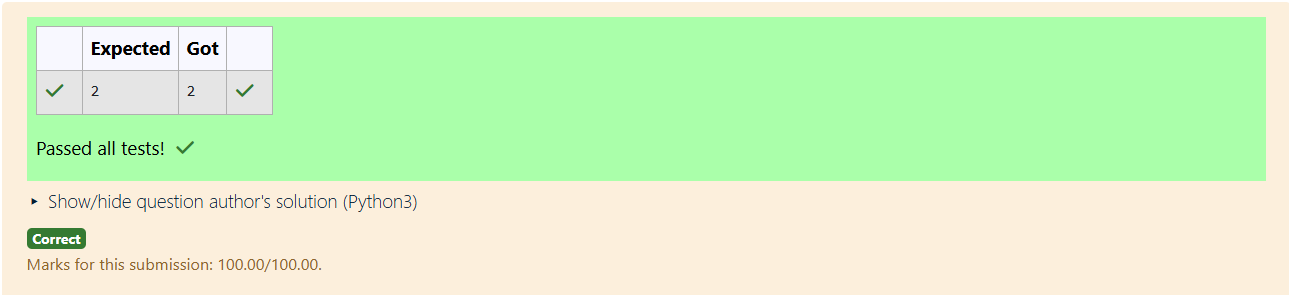 Expected Got
2 2
Passed all tests!
Show/hide question author's solution (Python3)
Correct
Marks for this submission: 100.00/100.00.